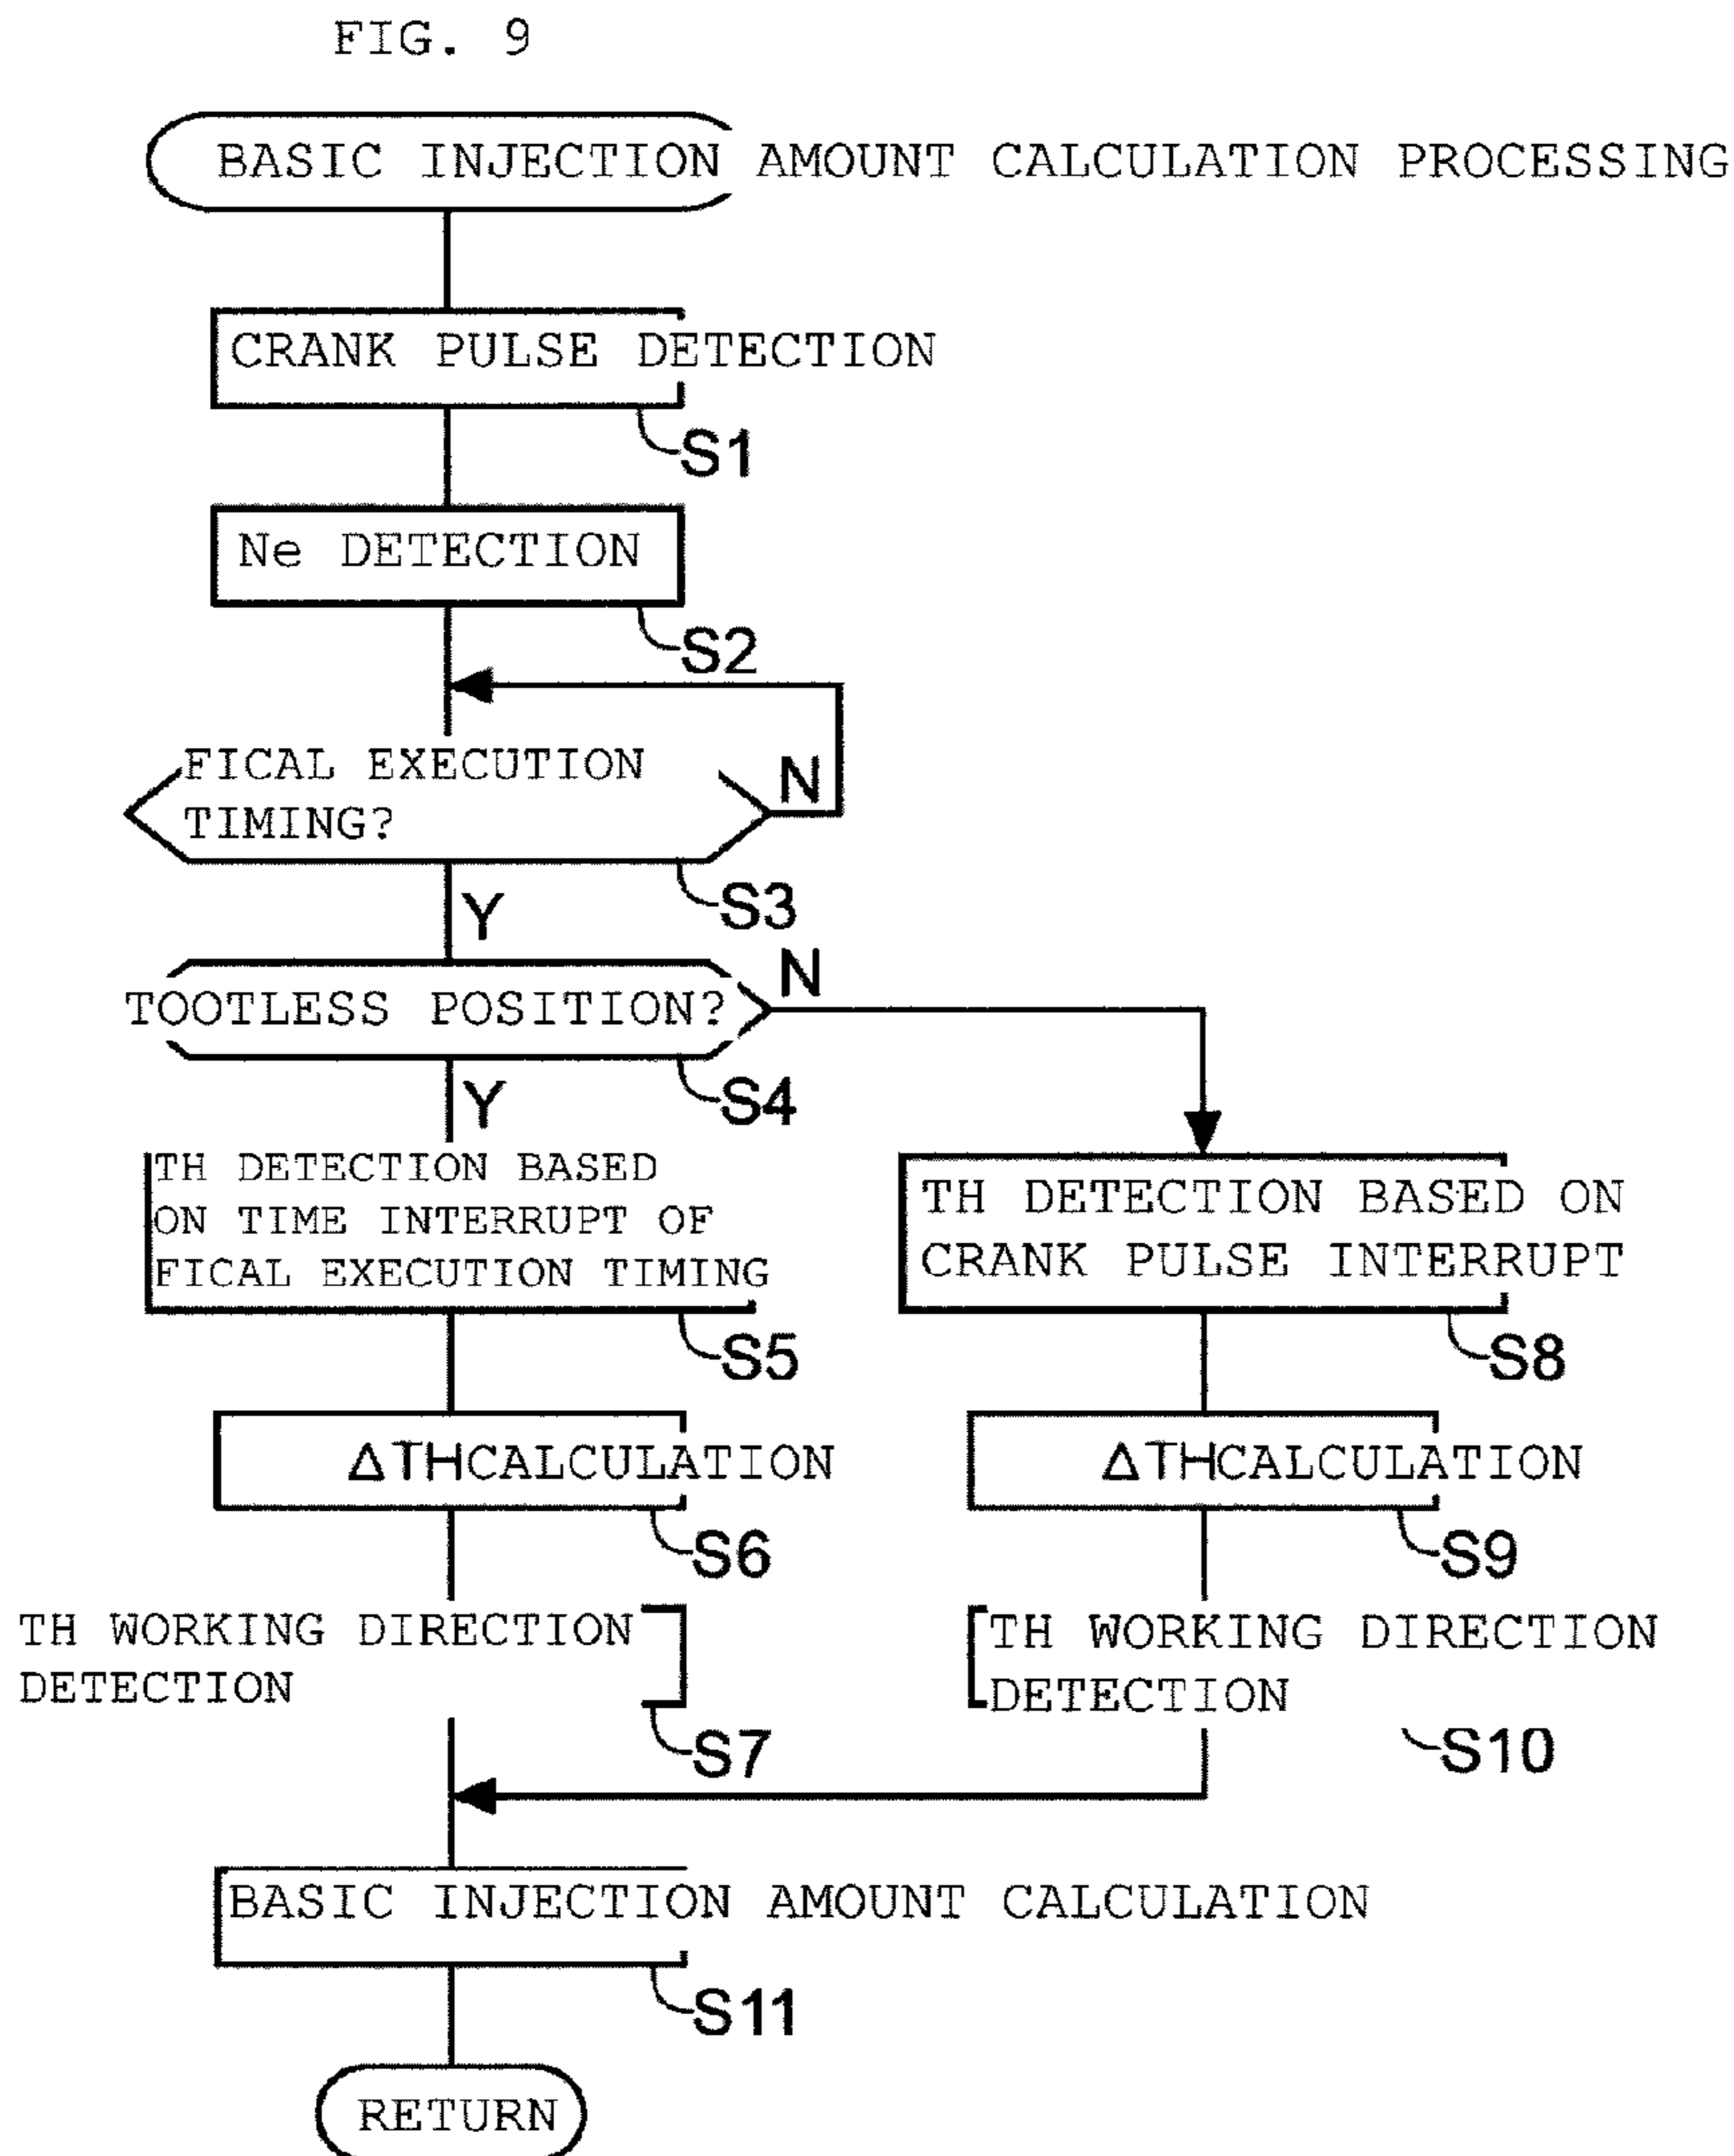 FIG. 9
BASIC INJECTION AMOUNT CALCULATION PROCESSING
CRANK PULSE DETECTION
S1
Ne DETECTION
S2
FICAL EXECUTION
TIMING?
N
S3
Y
TOOTLESS POSITION?
N
S4
Y
TH DETECTION BASED
ON TIME INTERRUPT OF
FICAL EXECUTION TIMING
S5
TH DETECTION BASED ON
CRANK PULSE INTERRUPT
S8
ΔTHCALCULATION
S6
ΔTHCALCULATION
S9
TH WORKING DIRECTION
DETECTION
S7
TH WORKING DIRECTION
DETECTION
S10
BASIC INJECTION AMOUNT CALCULATION
S11
RETURN